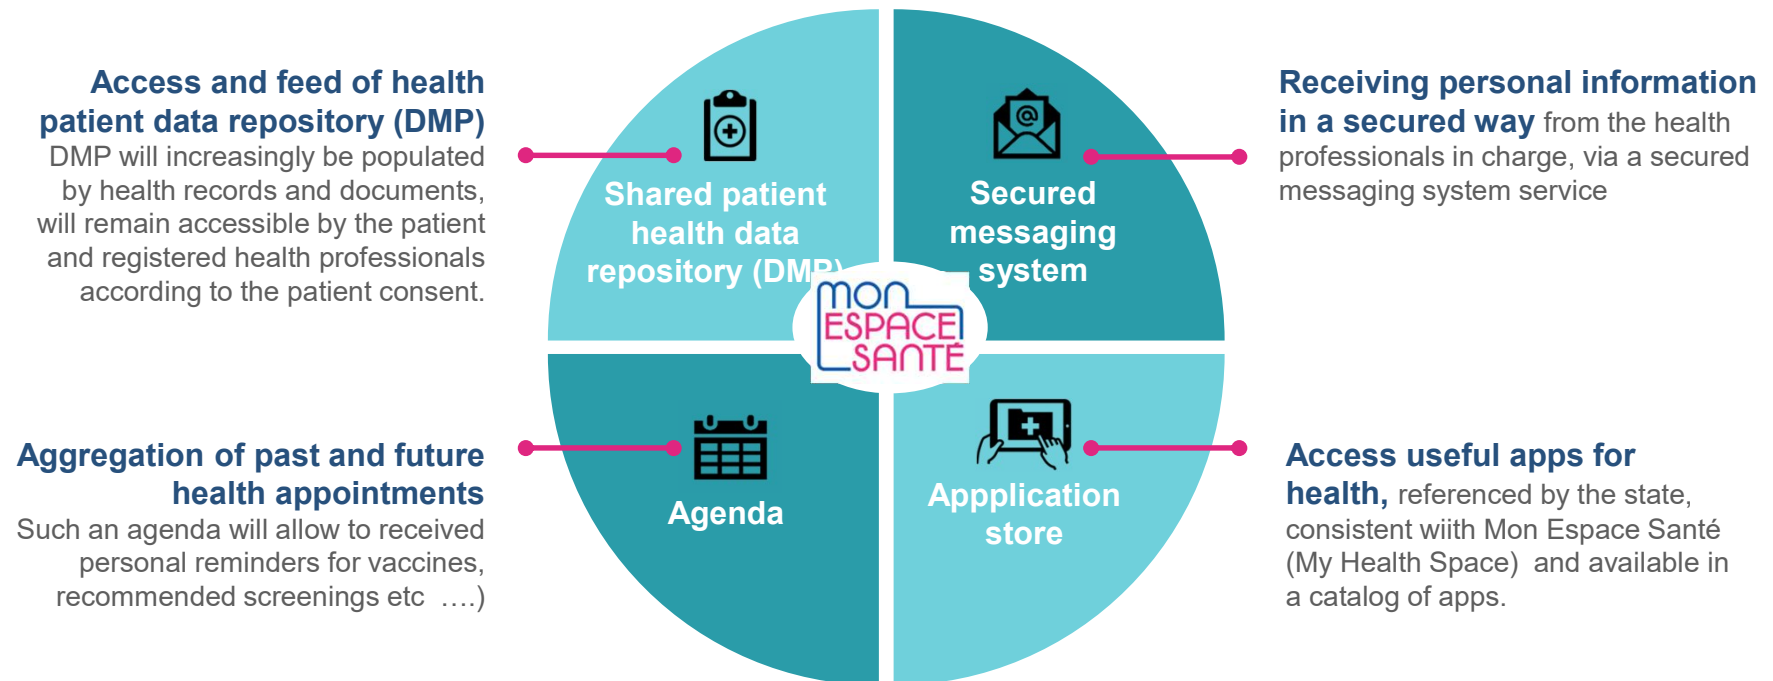 Access and feed of health
patient data repository (DMP)
DMP will increasingly be populated
by health records and documents,
will remain accessible by the patient
and registered health professionals
according to the patient consent.
Shared patient
health data
repository (DMP)
@
Secured
messaging
system
Receiving personal information
in a secured way from the health
professionals in charge, via a secured
messaging system service
mon
ESPACE
SANTÉ
Aggregation of past and future
health appointments
Such an agenda will allow to received
personal reminders for vaccines,
recommended screenings etc ….)
Agenda
Appplication
store
Access useful apps for
health, referenced by the state,
consistent wiith Mon Espace Santé
(My Health Space) and available in
a catalog of apps.